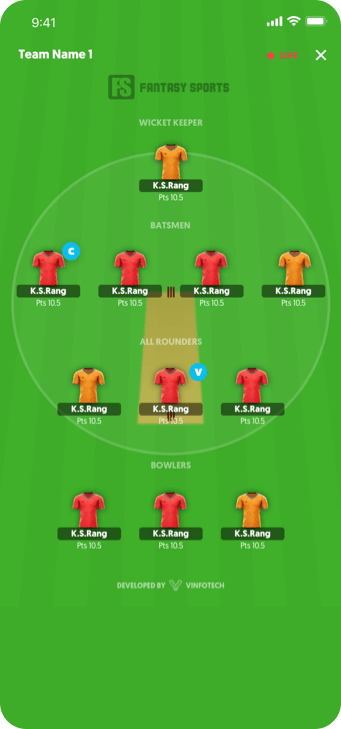 9:41
Team Name 1
LIVE
FS FANTASY SPORTS
WICKET KEEPER
K.S.Rang
Pts 10.5
BATSMEN
C
K.S.Rang K.S.Rang K.S.Rang K.S.Rang
Pts 10.5 Pts 10.5 Pts 10.5 Pts 10.5
ALL ROUNDERS
V
K.S.Rang K.S.Rang K.S.Rang
Pts 10.5 Pts 10.5 Pts 10.5
BOWLERS
K.S.Rang K.S.Rang K.S.Rang
Pts 10.5 Pts 10.5 Pts 10.5
DEVELOPED BY VINFOTECH